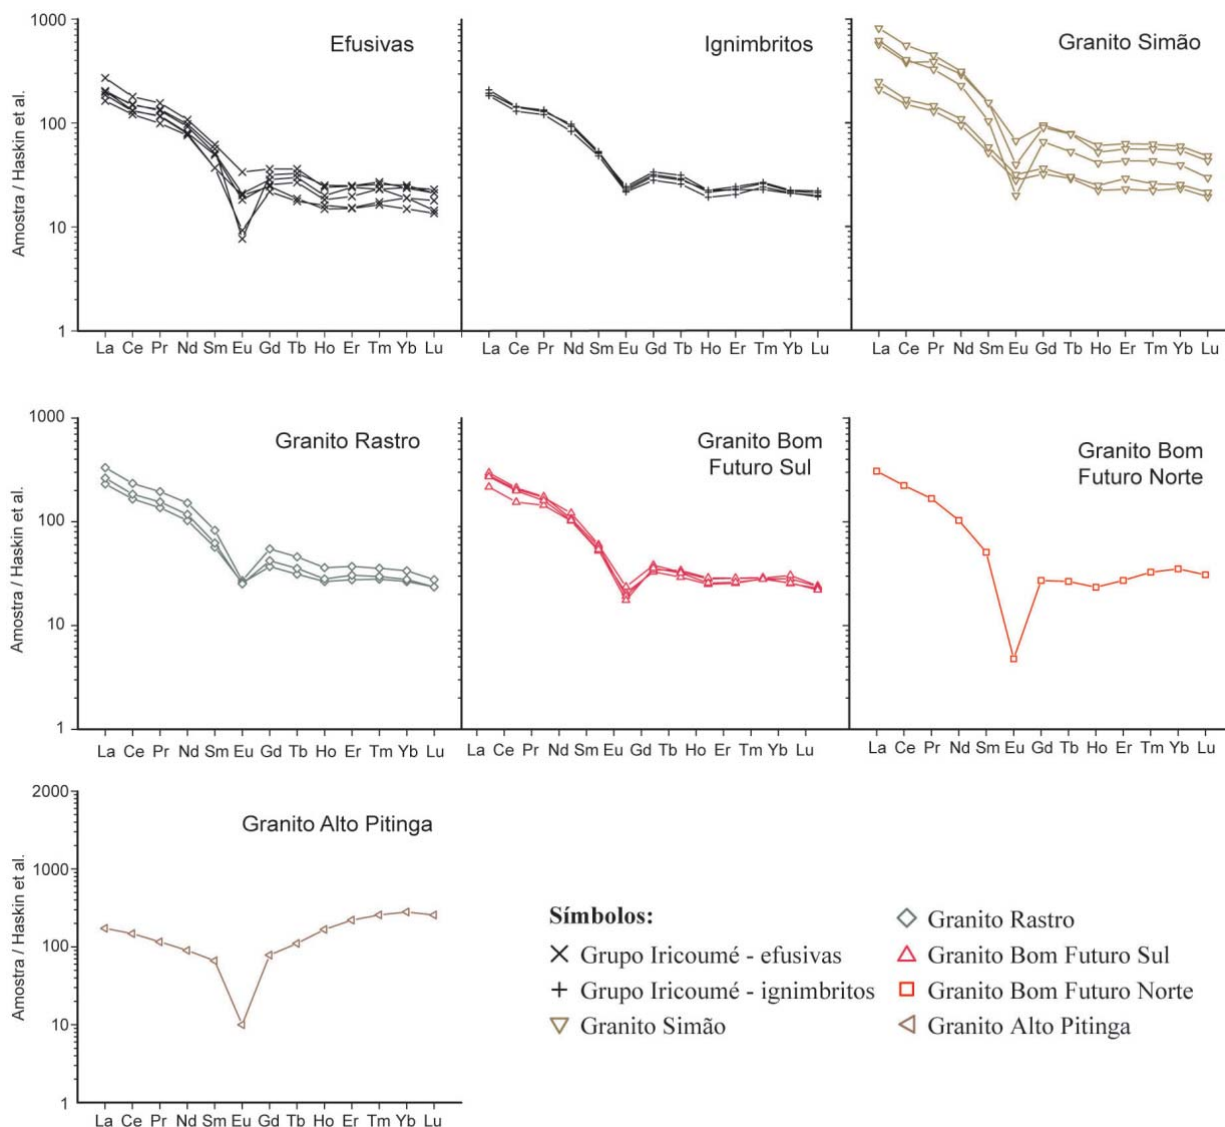 Efusivas
Ignimbritos
Granito Simão
Amostra / Haskin et al.
1000
100
10
1
La Ce Pr Nd Sm Eu Gd Tb Ho Er Tm Yb Lu
La Ce Pr Nd Sm Eu Gd Tb Ho Er Tm Yb Lu
La Ce Pr Nd Sm Eu Gd Tb Ho Er Tm Yb Lu
Granito Rastro
Granito Bom
Futuro Sul
Granito Bom
Futuro Norte
Amostra / Haskin et al.
1000
100
10
1
La Ce Pr Nd Sm Eu Gd Tb Ho Er Tm Yb Lu
La Ce Pr Nd Sm Eu Gd Tb Ho Er Tm Yb Lu
La Ce Pr Nd Sm Eu Gd Tb Ho Er Tm Yb Lu
Granito Alto Pitinga
Amostra / Haskin et al.
2000
1000
100
10
1
La Ce Pr Nd Sm Eu Gd Tb Ho Er Tm Yb Lu
Símbolos:
Grupo Iricoumé - efusivas
Grupo Iricoumé - ignimbritos
Granito Simão
Granito Rastro
Granito Bom Futuro Sul
Granito Bom Futuro Norte
Granito Alto Pitinga